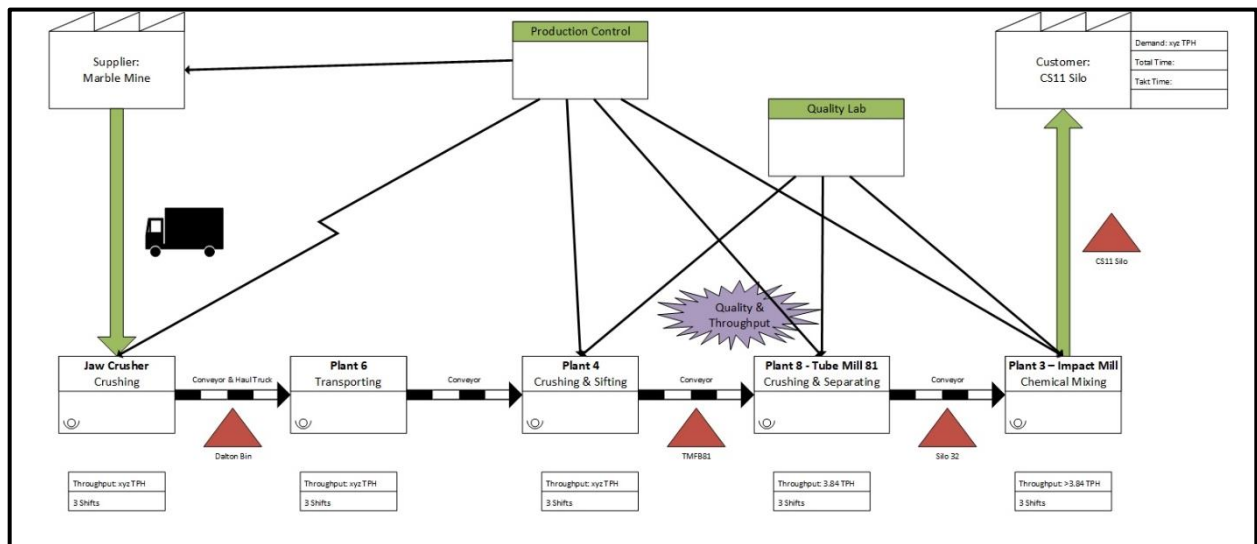 Production Control
Supplier:
Marble Mine
Customer:
CS11 Silo
Demand: xyz TPH
Total Time:
Takt Time:
Quality Lab
CS11 Silo
Quality &
Throughput
Jaw Crusher
Crushing
Conveyor & Haul Truck
Plant 6
Transporting
Conveyor
Plant 4
Crushing & Sifting
Conveyor
Plant 8 - Tube Mill 81
Crushing & Separating
Conveyor
Plant 3 – Impact Mill
Chemical Mixing
Dalton Bin
TMFB81
Silo 32
Throughput: xyz TPH
3 Shifts
Throughput: xyz TPH
3 Shifts
Throughput: xyz TPH
3 Shifts
Throughput: 3.84 TPH
3 Shifts
Throughput: >3.84 TPH
3 Shifts